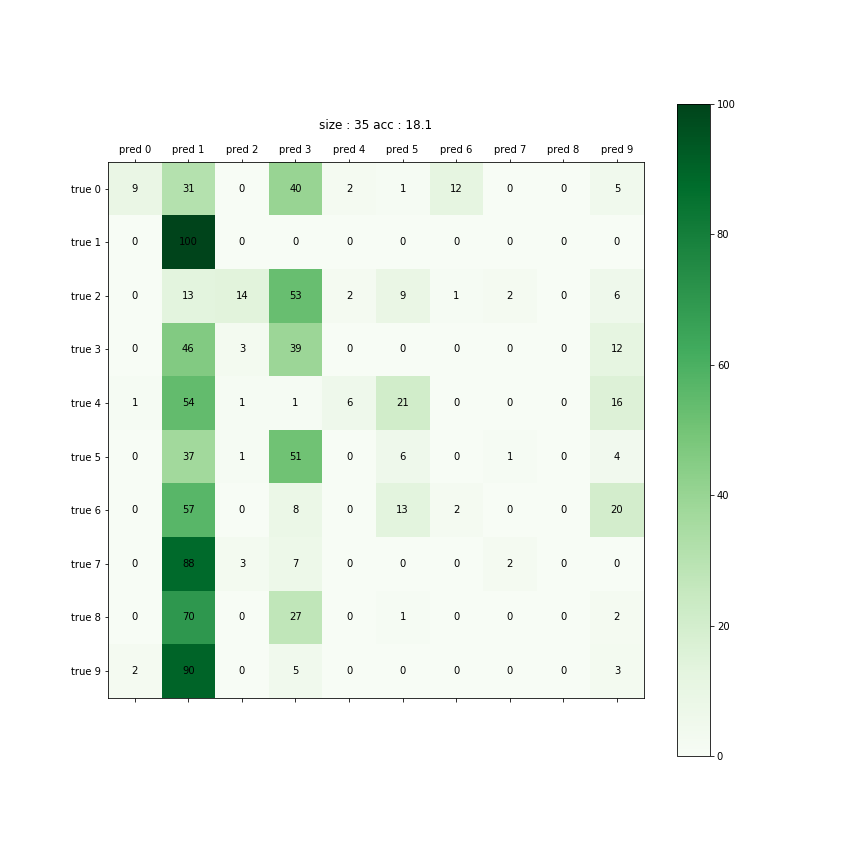 size : 35 acc : 18.1
pred 0 pred 1 pred 2 pred 3 pred 4 pred 5 pred 6 pred 7 pred 8 pred 9
true 0 9 31 0 40 2 1 12 0 0 5
true 1 0 100 0 0 0 0 0 0 0 0
true 2 0 13 14 53 2 9 1 2 0 6
true 3 0 46 3 39 0 0 0 0 0 12
true 4 1 54 1 1 6 21 0 0 0 16
true 5 0 37 1 51 0 6 0 1 0 4
true 6 0 57 0 8 0 13 2 0 0 20
true 7 0 88 3 7 0 0 0 2 0 0
true 8 0 70 0 27 0 1 0 0 0 2
true 9 2 90 0 5 0 0 0 0 0 3
100
80
60
40
20
0